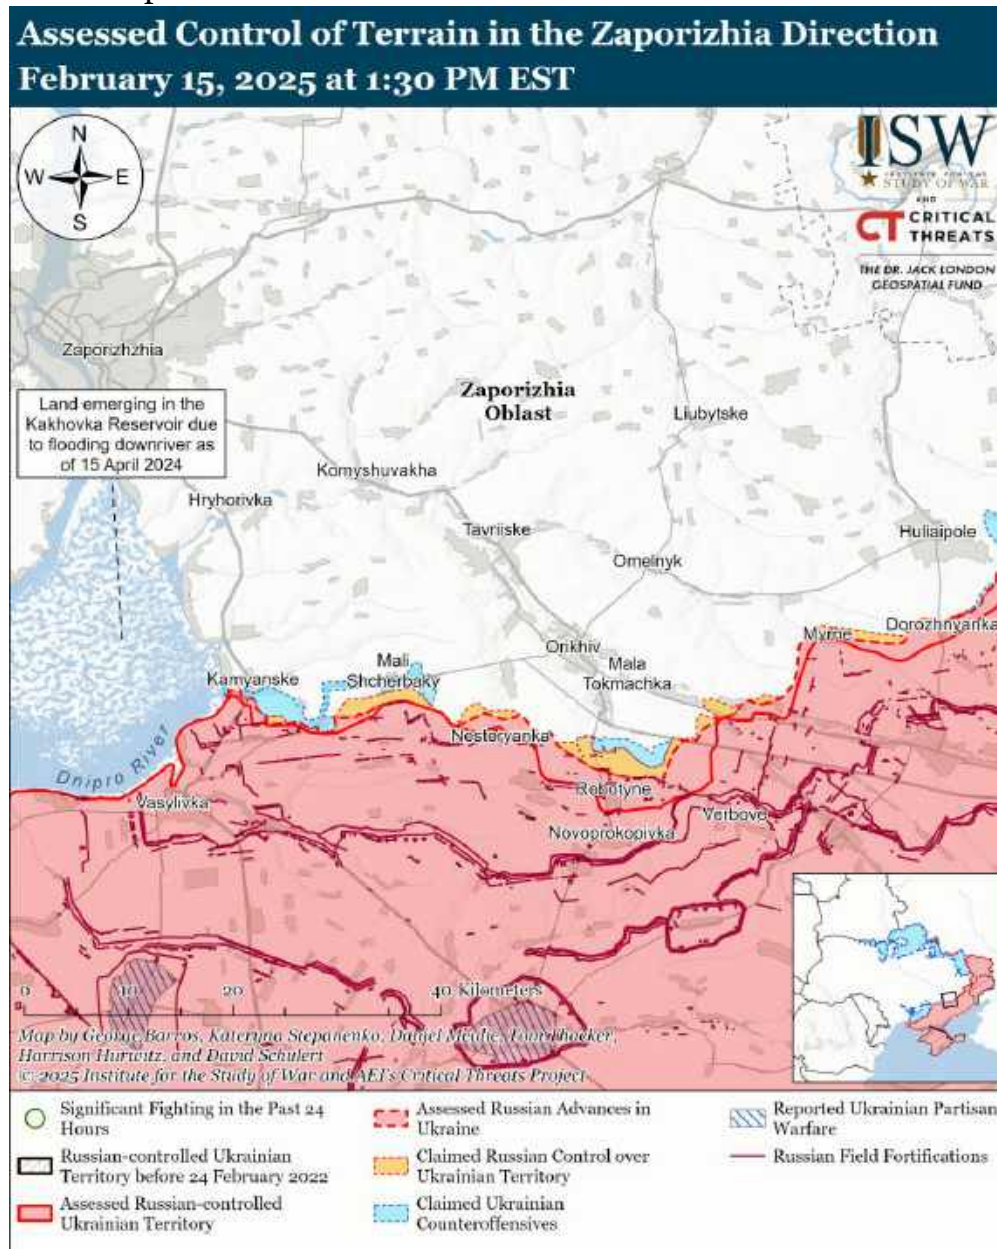 Assessed Control of Terrain in the Zaporizhia Direction
February 15, 2025 at 1:30 PM EST
N
W E
S
ISW
INSTITUTE FOR THE
STUDY OF WAR
AND
CT CRITICAL
THREATS
THE DR. JACK LONDON
GEOSPATIAL FUND
Zaporizhzhia
Land emerging in the
Kakhovka Reservoir due
to flooding downriver as
of 15 April 2024
Zaporizhia
Oblast
Liubytske
Komyshuvakha
Hryhorivka
Tavriiske
Huliaipole
Omelnyk
Orikhiv
Myrne
Dorozhnyanka
Mali
Shcherbaky
Mala
Tokmachka
Kamyanske
Nesteryanka
Dnipro River
Vasylivka
Robotyne
Novoprokopivka
Verbove
0 10 20 40 Kilometers
Map by George Barros, Kateryna Stepanenko, Daniel Mealie, Thacker,
Harrison Hurwitz, and David Schulert
© 2025 Institute for the Study of War and AEI's Critical Threats Project
Significant Fighting in the Past 24
Hours
Russian-controlled Ukrainian
Territory before 24 February 2022
Assessed Russian-controlled
Ukrainian Territory
Assessed Russian Advances in
Ukraine
Claimed Russian Control over
Ukrainian Territory
Claimed Ukrainian
Counteroffensives
Reported Ukrainian Partisan
Warfare
Russian Field Fortifications